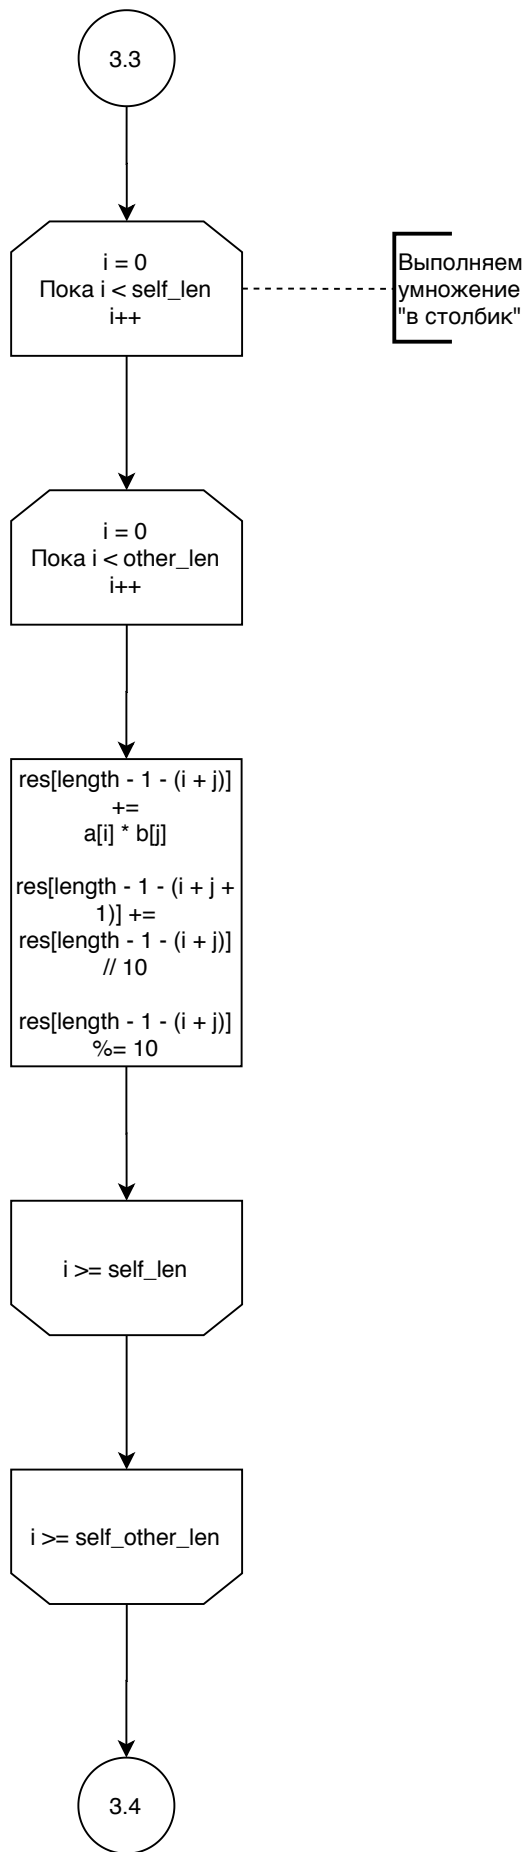 3.3
i = 0
Пока i < self_len
i++
Выполняем
умножение
"в столбик"
i = 0
Пока i < other_len
i++
res[length - 1 - (i + j)]
+=
a[i] * b[j]
res[length - 1 - (i + j +
1)] +=
res[length - 1 - (i + j)]
// 10
res[length - 1 - (i + j)]
%= 10
i >= self_len
i >= self_other_len
3.4